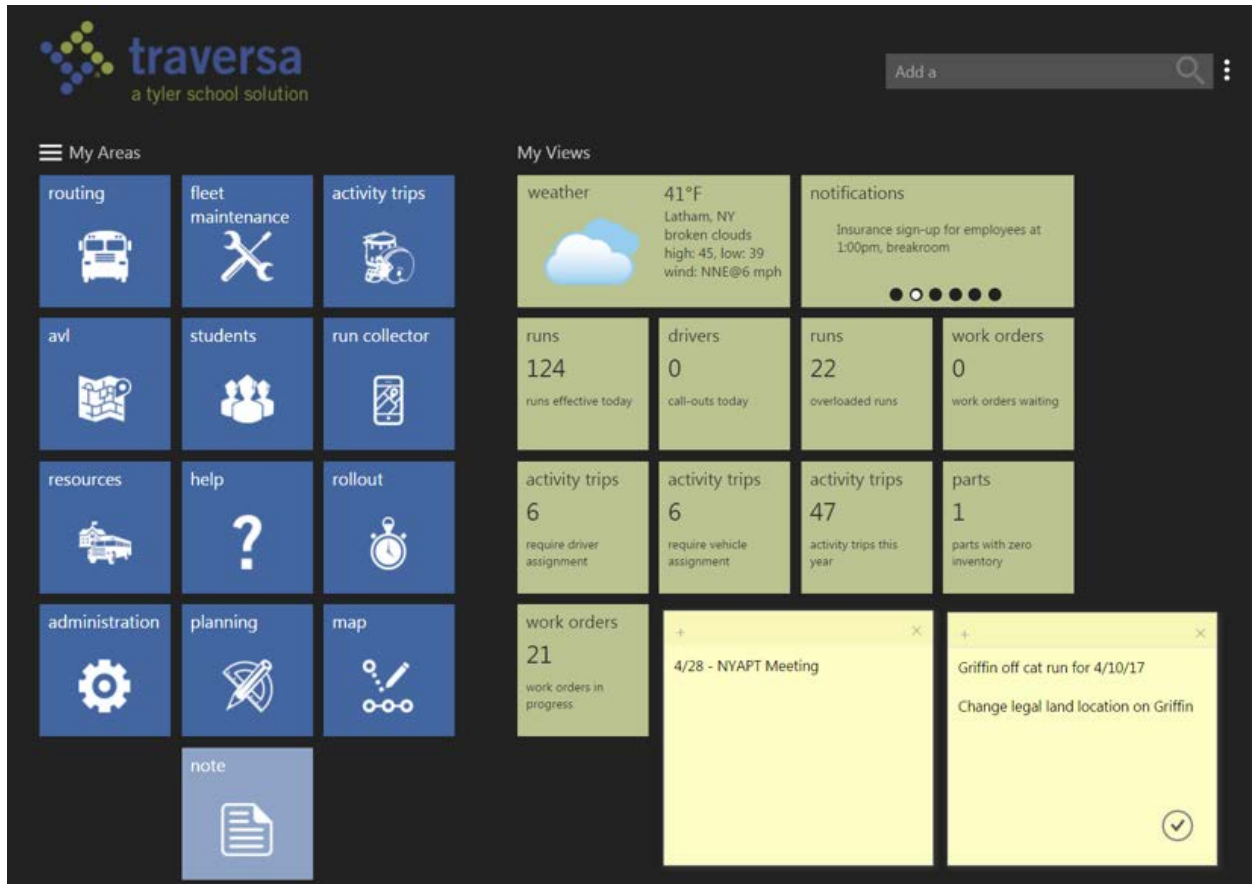 traversa
a tyler school solution
Add a
My Areas
routing
fleet
maintenance
activity trips
avl
students
run collector
resources
help
?
rollout
administration
planning
map
note
My Views
weather
41°F
Latham, NY
broken clouds
high: 45, low: 39
wind: NNE@6 mph
notifications
Insurance sign-up for employees at
1:00pm, breakroom
runs
124
runs effective today
drivers
0
call-outs today
runs
22
overloaded runs
work orders
0
work orders waiting
activity trips
6
require driver
assignment
activity trips
6
require vehicle
assignment
activity trips
47
activity trips this
year
parts
1
parts with zero
inventory
work orders
21
work orders in
progress
+ ×
4/28 - NYAPT Meeting
+ ×
Griffin off cat run for 4/10/17
Change legal land location on Griffin